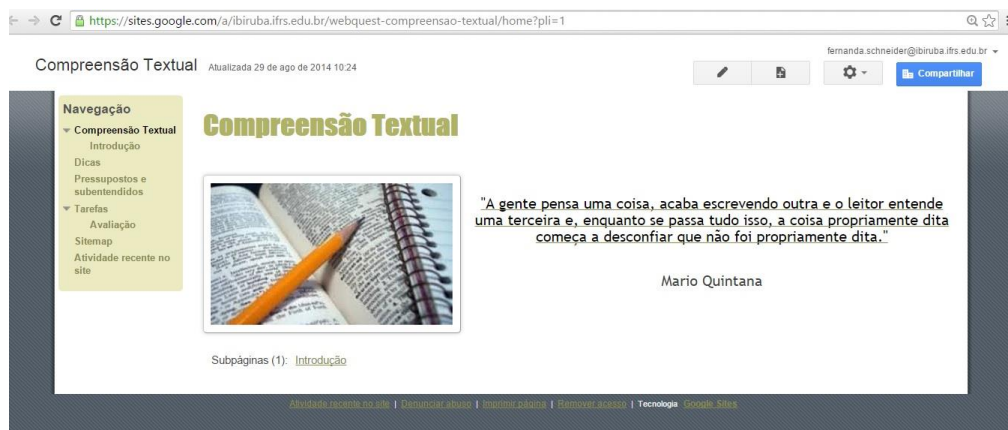 https://sites.google.com/a/ibiruba.ifrs.edu.br/webquest-compreensao-textual/home?pli=1
fernanda.schneider@ibiruba.ifrs.edu.br
Compreensão Textual Atualizada 29 de ago de 2014 10:24
Compartilhar
Navegação
Compreensão Textual
Introdução
Dicas
Pressupostos e
subentendidos
Tarefas
Avaliação
Sitemap
Atividade recente no
site
Compreensão Textual
"A gente pensa uma coisa, acaba escrevendo outra e o leitor entende
uma terceira e, enquanto se passa tudo isso, a coisa propriamente dita
começa a desconfiar que não foi propriamente dita."
Mario Quintana
Subpáginas (1): Introdução
Atividade recente no site | Denunciar abuso | Imprimir página | Remover acesso | Tecnologia Google Sites